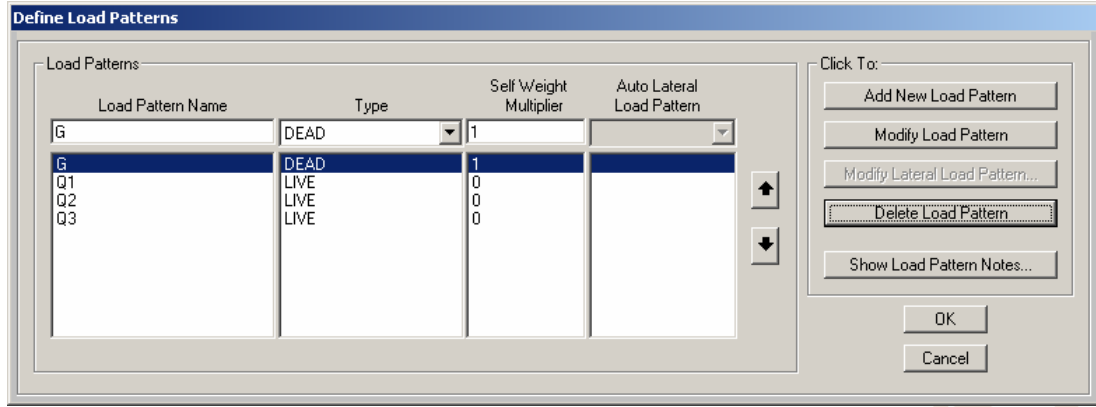 Define Load Patterns
Load Patterns
Click To:
Load Pattern Name Type Self Weight Multiplier Auto Lateral Load Pattern
G DEAD 1
G DEAD 1
Q1 LIVE 0
Q2 LIVE 0
Q3 LIVE 0
Add New Load Pattern
Modify Load Pattern
Modify Lateral Load Pattern...
Delete Load Pattern
Show Load Pattern Notes...
OK
Cancel